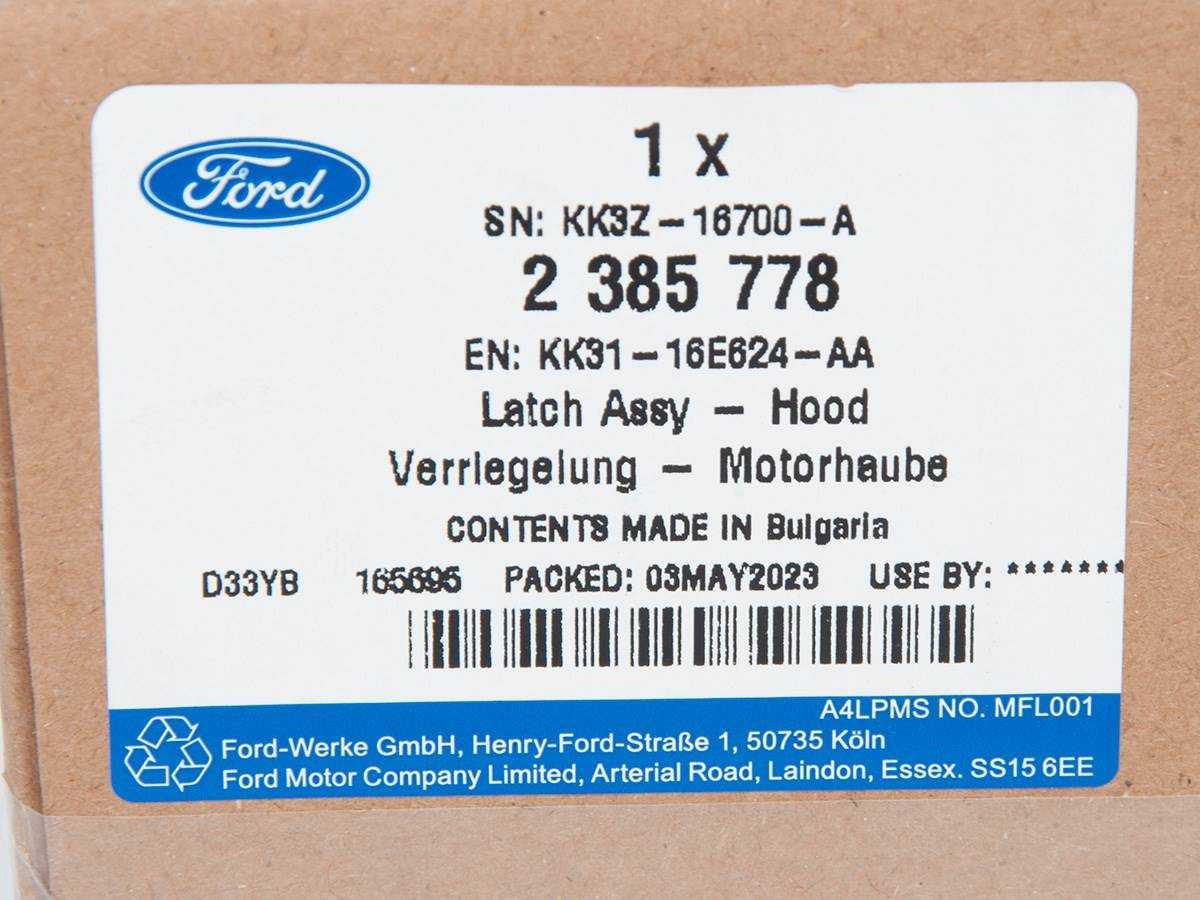 Ford
1 x
SN: KK3Z-16700-A
2 385 778
EN: KK31-16E624-AA
Latch Assy - Hood
Verriegelung - Motorhaube
CONTENTS MADE IN Bulgaria
D33YB 165695 PACKED: 03MAY2023 USE BY: *******
A4LPMS NO. MFL001
Ford-Werke GmbH, Henry-Ford-Straße 1, 50735 Köln
Ford Motor Company Limited, Arterial Road, Laindon, Essex. SS15 6EE